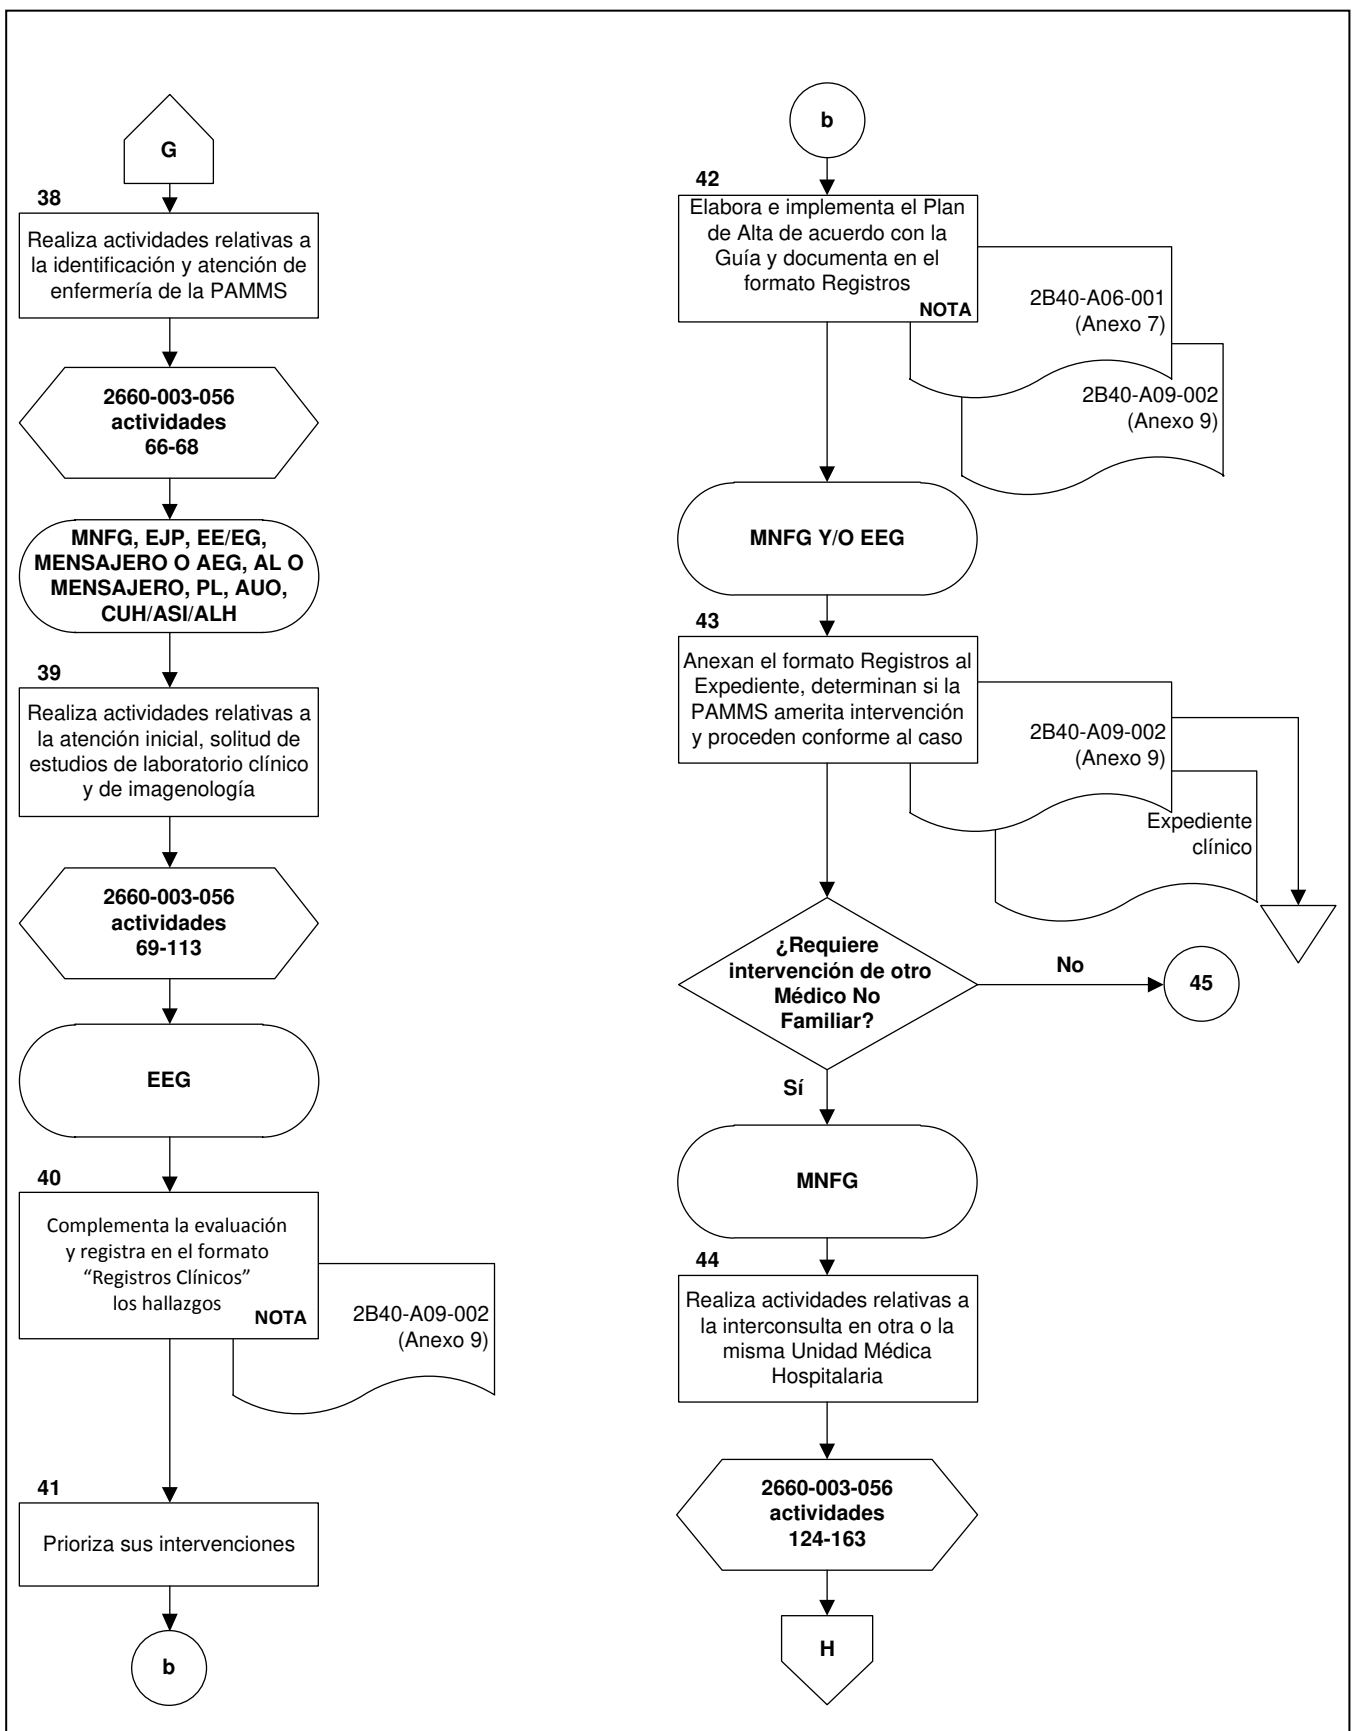 G
38
Realiza actividades relativas a
la identificación y atención de
enfermería de la PAMMS
2660-003-056
actividades
66-68
MNFG, EJP, EE/EG,
MENSAJERO O AEG, AL O
MENSAJERO, PL, AUO,
CUH/ASI/ALH
39
Realiza actividades relativas a
la atención inicial, solitud de
estudios de laboratorio clínico
y de imagenología
2660-003-056
actividades
69-113
EEG
40
Complementa la evaluación
y registra en el formato
“Registros Clínicos”
los hallazgos
NOTA
2B40-A09-002
(Anexo 9)
41
Prioriza sus intervenciones
b
b
42
Elabora e implementa el Plan
de Alta de acuerdo con la
Guía y documenta en el
formato Registros
NOTA
2B40-A06-001
(Anexo 7)
2B40-A09-002
(Anexo 9)
MNFG Y/O EEG
43
Anexan el formato Registros al
Expediente, determinan si la
PAMMS amerita intervención
y proceden conforme al caso
2B40-A09-002
(Anexo 9)
Expediente
clínico
¿Requiere
intervención de otro
Médico No
Familiar?
No
45
Sí
MNFG
44
Realiza actividades relativas a
la interconsulta en otra o la
misma Unidad Médica
Hospitalaria
2660-003-056
actividades
124-163
H